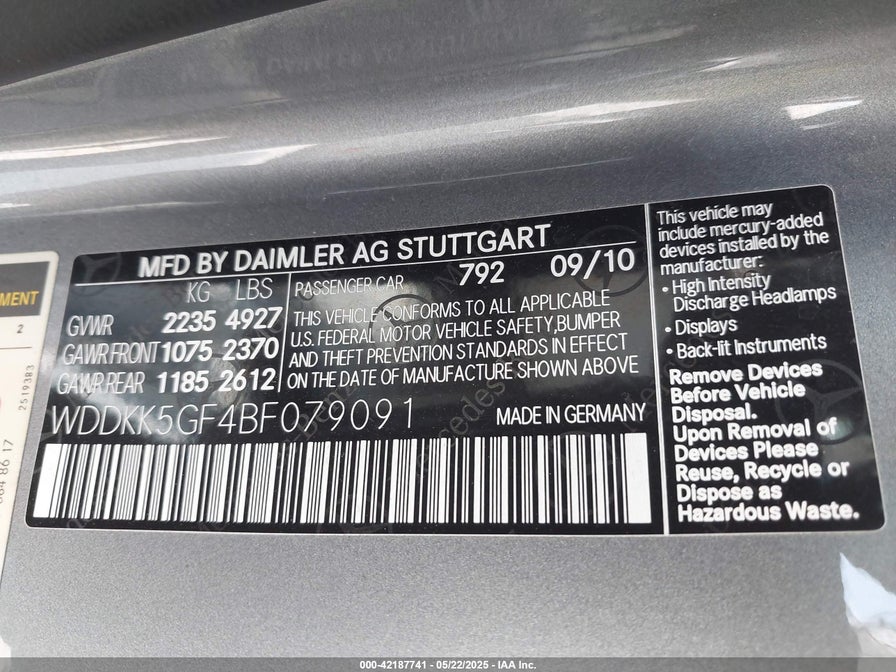 MFD BY DAIMLER AG STUTTGART
KG LBS
GVWR 2235 4927
GAWR FRONT 1075 2370
GAWR REAR 1185 2612
PASSENGER CAR 792 09/10
THIS VEHICLE CONFORMS TO ALL APPLICABLE
U.S. FEDERAL MOTOR VEHICLE SAFETY,BUMPER
AND THEFT PREVENTION STANDARDS IN EFFECT
ON THE DATE OF MANUFACTURE SHOWN ABOVE
WDDKK5GF4BF079091
MADE IN GERMANY
This vehicle may
include mercury-added
devices installed by the
manufacturer:
• High Intensity
Discharge Headlamps
• Displays
• Back-lit Instruments
Remove Devices
Before Vehicle
Disposal.
Upon Removal of
Devices Please
Reuse, Recycle or
Dispose as
Hazardous Waste.
MENT
2
2519383
000-42187741 - 05/22/2025 - IAA Inc.